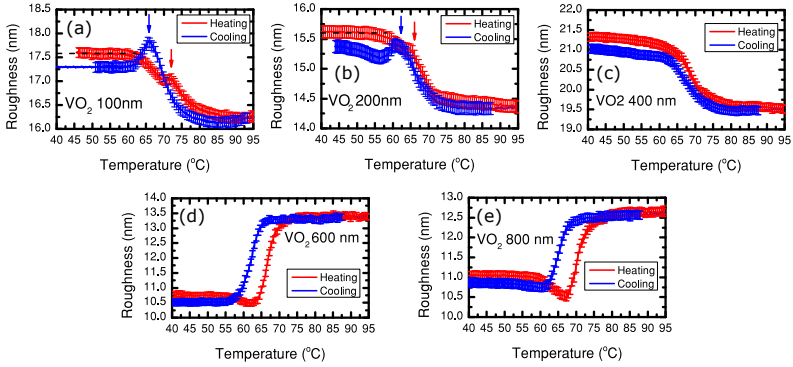 (a)
Heating
Cooling
VO2 100nm
Roughness (nm)
18.5
18.0
17.5
17.0
16.5
16.0
45 50 55 60 65 70 75 80 85 90 95
Temperature (oC)
(b)
Heating
Cooling
VO2 200nm
Roughness (nm)
16.0
15.5
15.0
14.5
14.0
40 45 50 55 60 65 70 75 80 85 90 95
Temperature (oC)
(c)
Heating
Cooling
VO2 400 nm
Roughness (nm)
22.0
21.5
21.0
20.5
20.0
19.5
19.0
40 45 50 55 60 65 70 75 80 85 90 95
Temperature (oC)
(d)
VO2 600 nm
Heating
Cooling
Roughness (nm)
14.0
13.5
13.0
12.5
12.0
11.5
11.0
10.5
10.0
40 45 50 55 60 65 70 75 80 85 90 95
Temperature (oC)
(e)
VO2 800 nm
Heating
Cooling
Roughness (nm)
13.0
12.5
12.0
11.5
11.0
10.5
10.0
40 45 50 55 60 65 70 75 80 85 90 95
Temperature (oC)